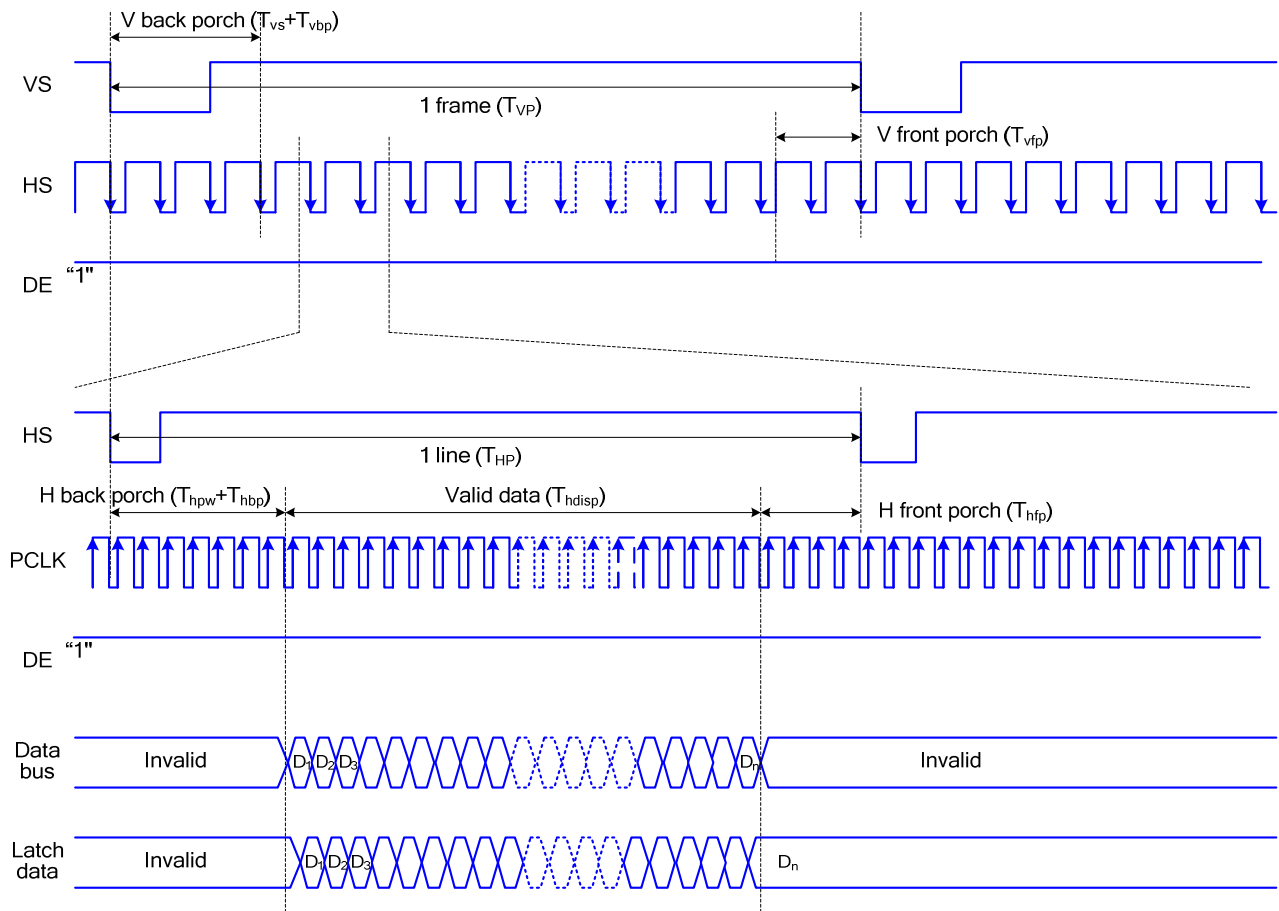 V back porch (Tvs+Tvbp)
VS
1 frame (TVP)
V front porch (Tvfp)
HS
DE “1"
HS
1 line (THP)
H back porch (Thpw+Thbp)
Valid data (Thdisp)
H front porch (Thfp)
PCLK
DE “1"
Data
bus
Invalid
D1 D2 D3
Dn
Invalid
Latch
data
Invalid
D1 D2 D3
Dn